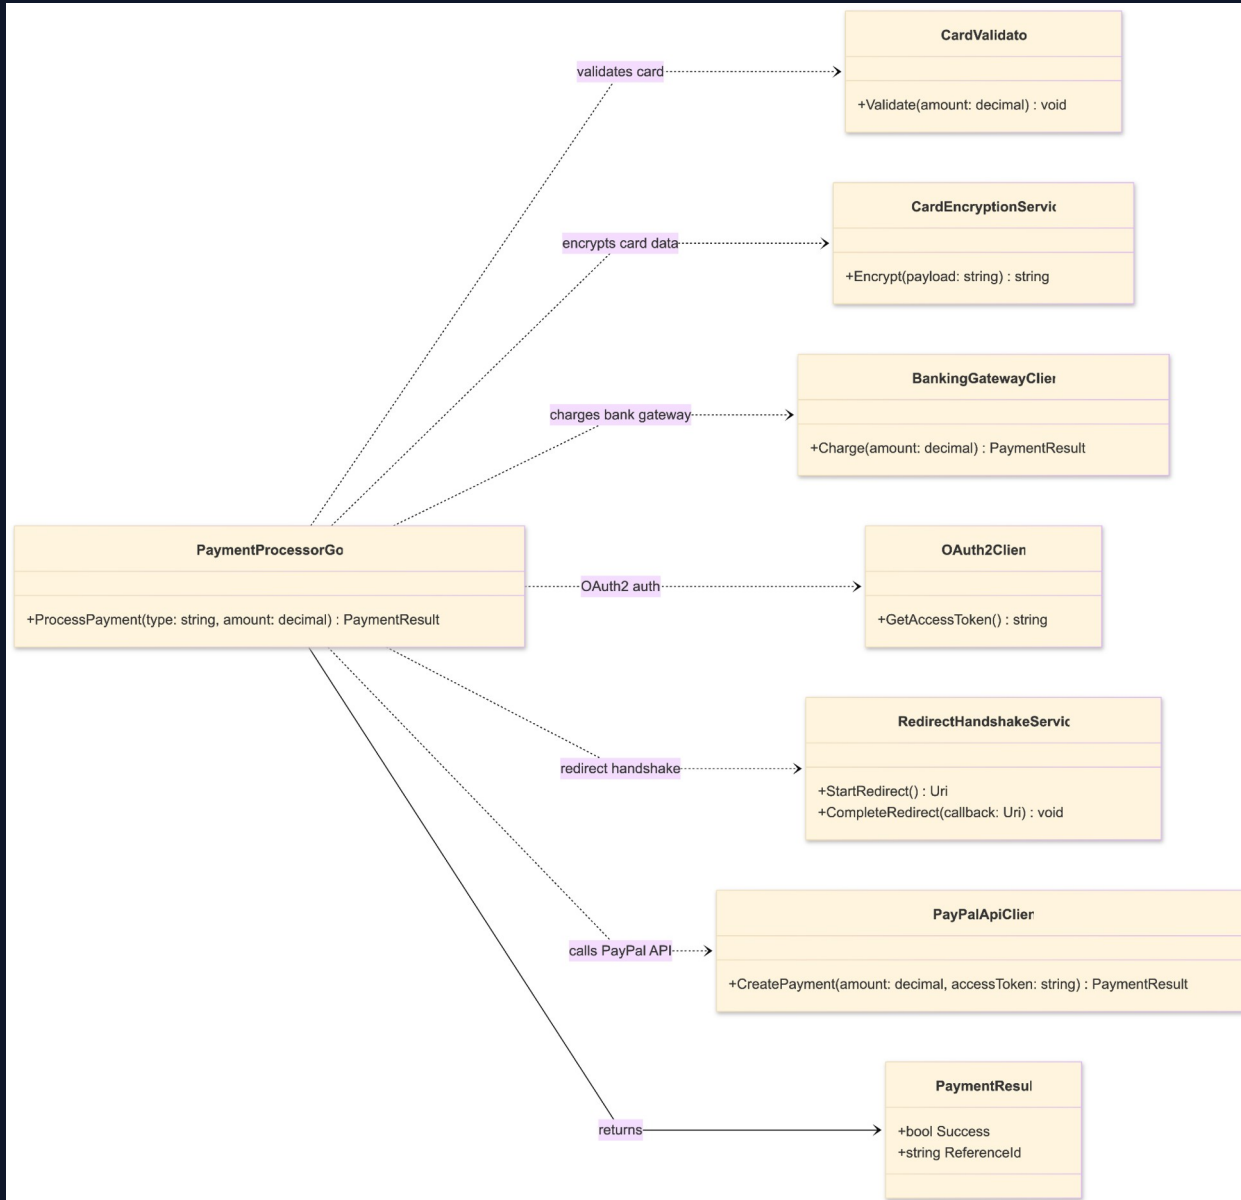 CardValidato
validates card
+Validate(amount: decimal) : void
CardEncryptionServic
encrypts card data
+Encrypt(payload: string) : string
BankingGatewayClien
charges bank gateway
+Charge(amount: decimal) : PaymentResult
PaymentProcessorGo
+ProcessPayment(type: string, amount: decimal) : PaymentResult
OAuth2Clien
OAuth2 auth
+GetAccessToken() : string
RedirectHandshakeServic
redirect handshake
+StartRedirect() : Uri
+CompleteRedirect(callback: Uri) : void
PayPalApiClien
calls PayPal API
+CreatePayment(amount: decimal, accessToken: string) : PaymentResult
PaymentResul
returns
+bool Success
+string ReferenceId